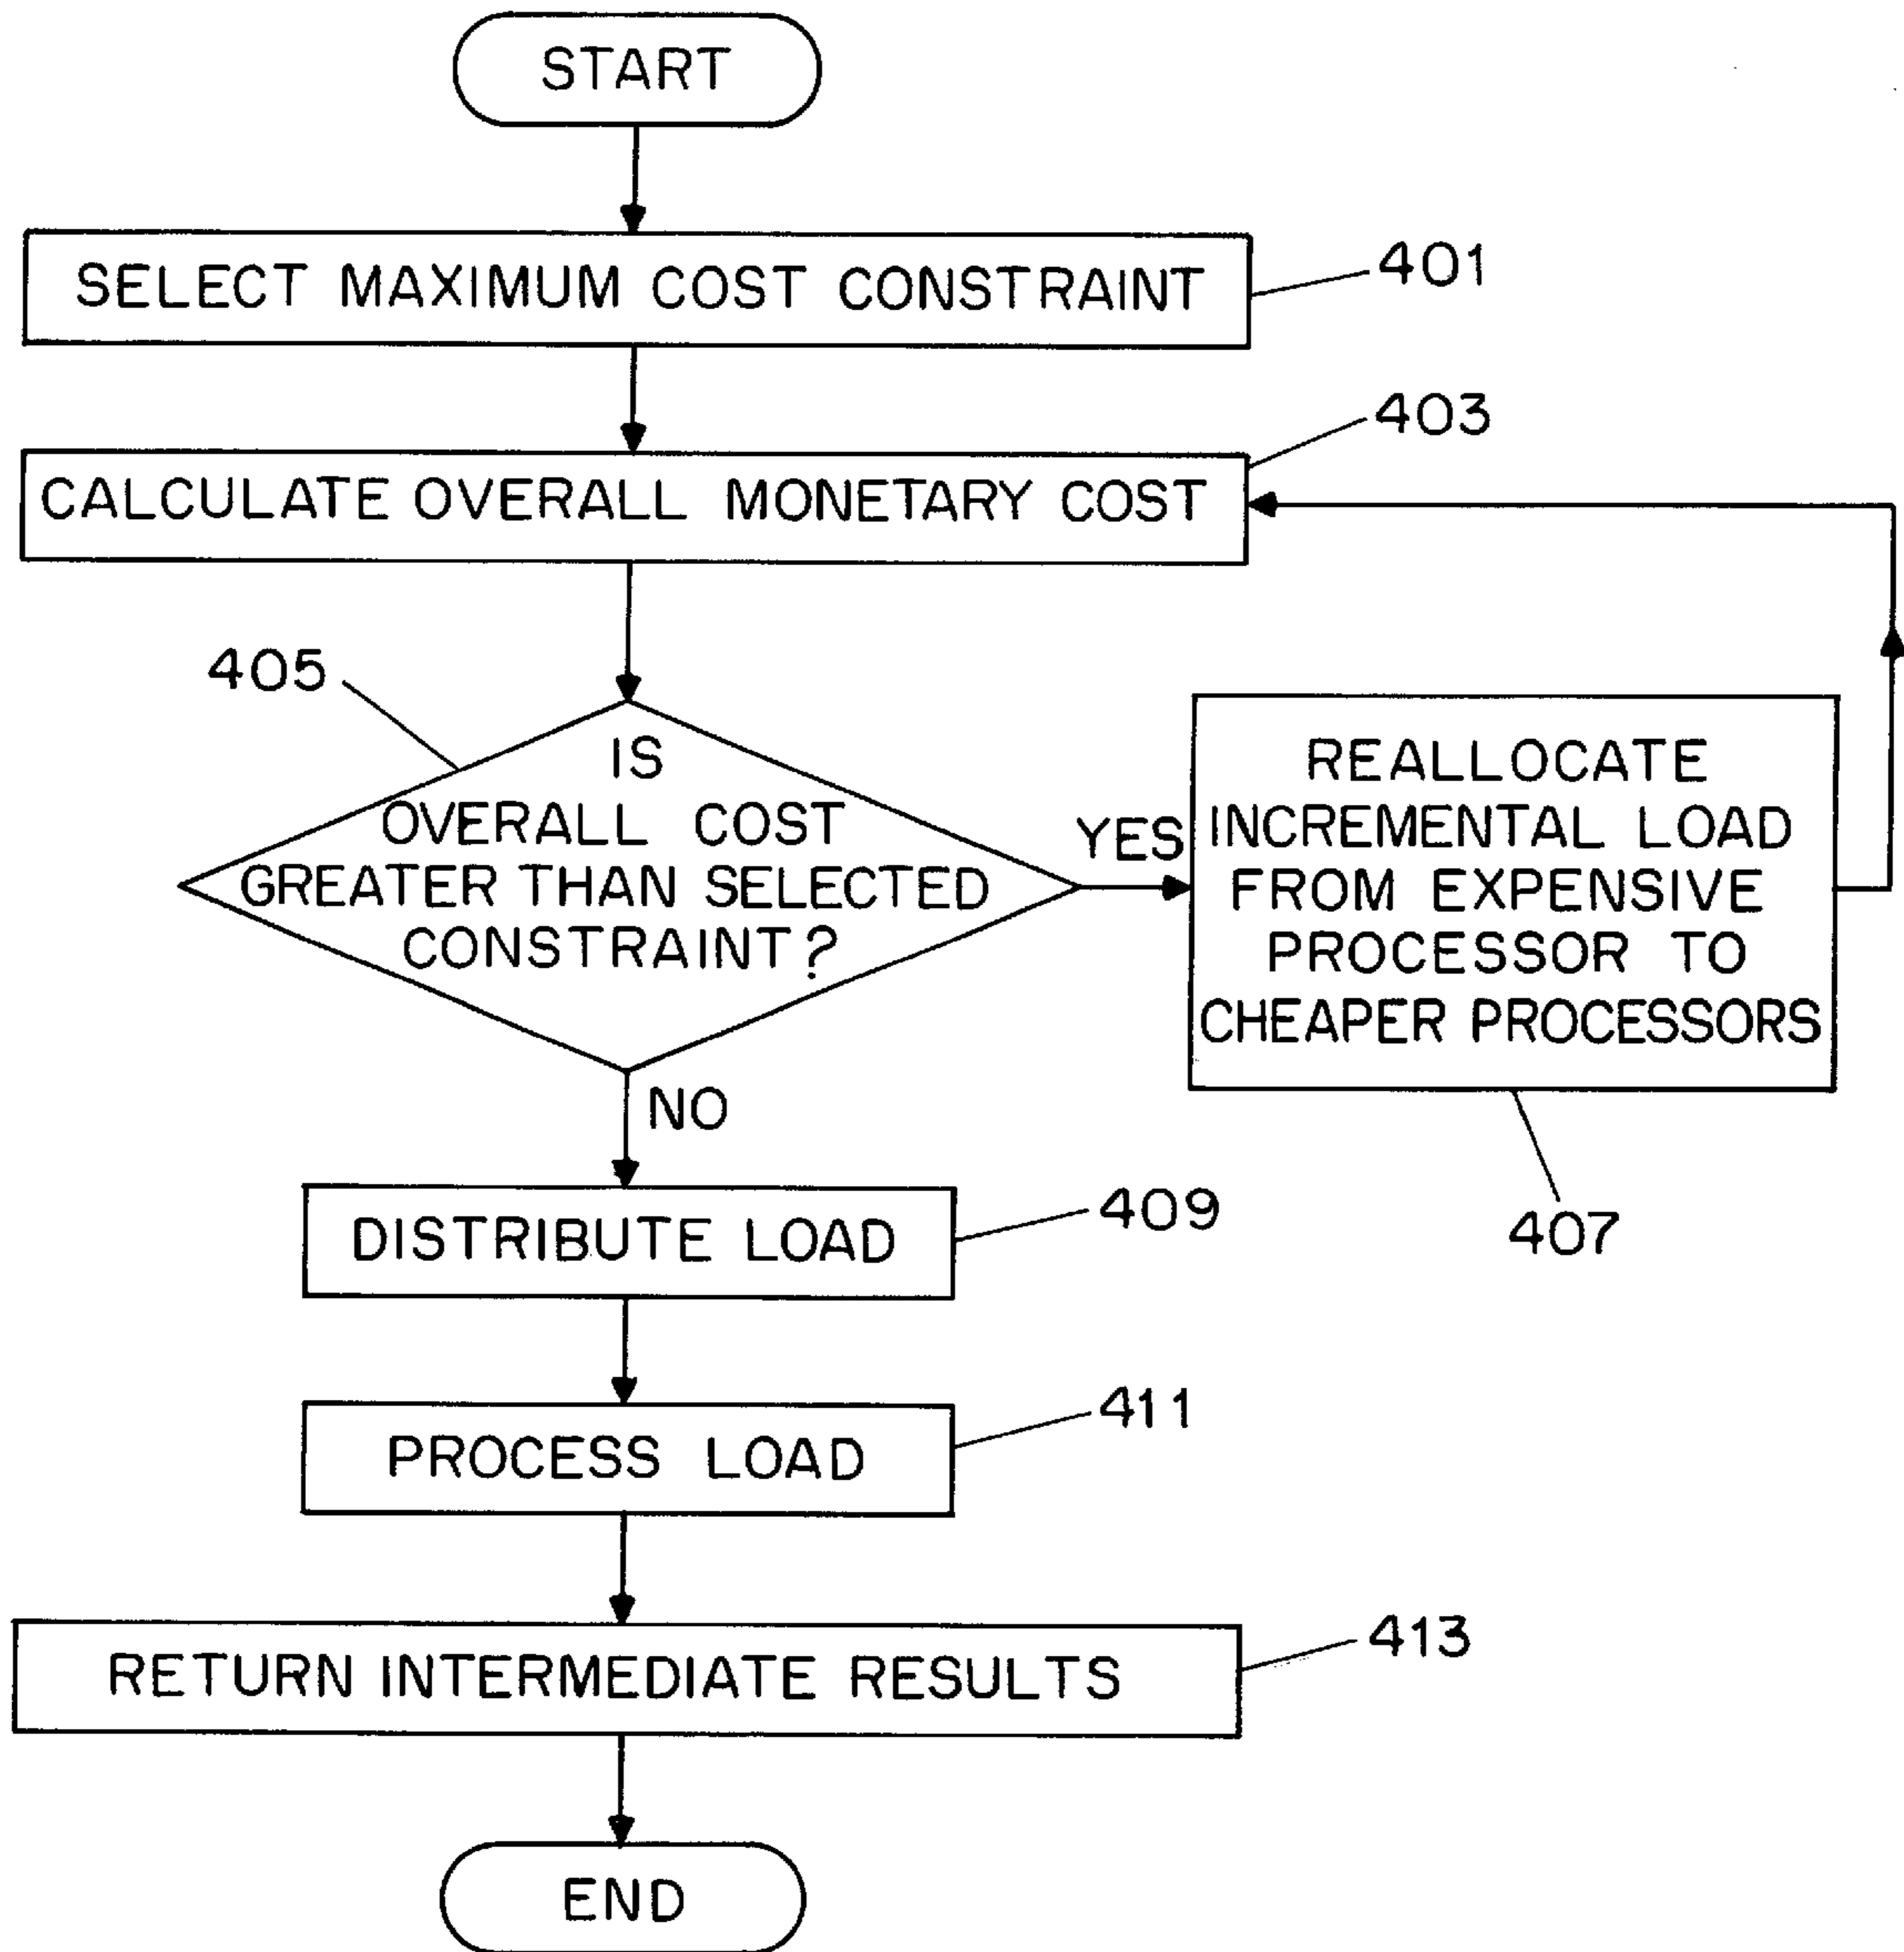 START
SELECT MAXIMUM COST CONSTRAINT
401
CALCULATE OVERALL MONETARY COST
403
405
IS
OVERALL COST
GREATER THAN SELECTED
CONSTRAINT?
YES
REALLOCATE
INCREMENTAL LOAD
FROM EXPENSIVE
PROCESSOR TO
CHEAPER PROCESSORS
407
NO
DISTRIBUTE LOAD
409
PROCESS LOAD
411
RETURN INTERMEDIATE RESULTS
413
END